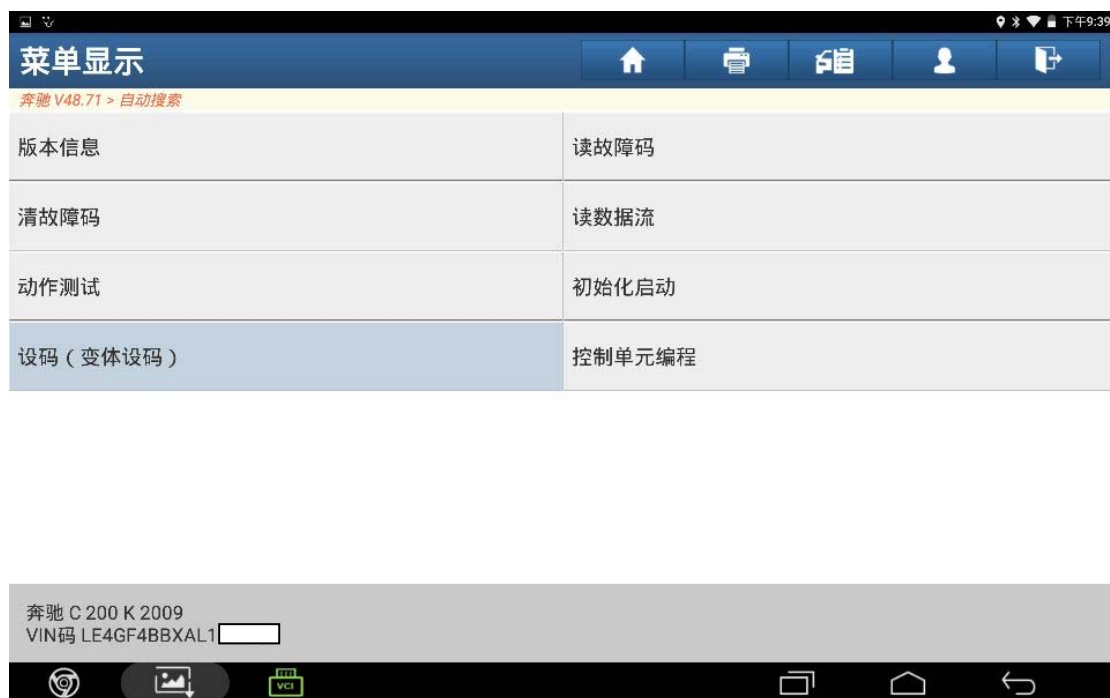 下午9:39
菜单显示
奔驰 V48.71 > 自动搜索
版本信息
读故障码
清故障码
读数据流
动作测试
初始化启动
设码 ( 变体设码 )
控制单元编程
奔驰 C 200 K 2009
VIN码 LE4GF4BBXAL1
VCI